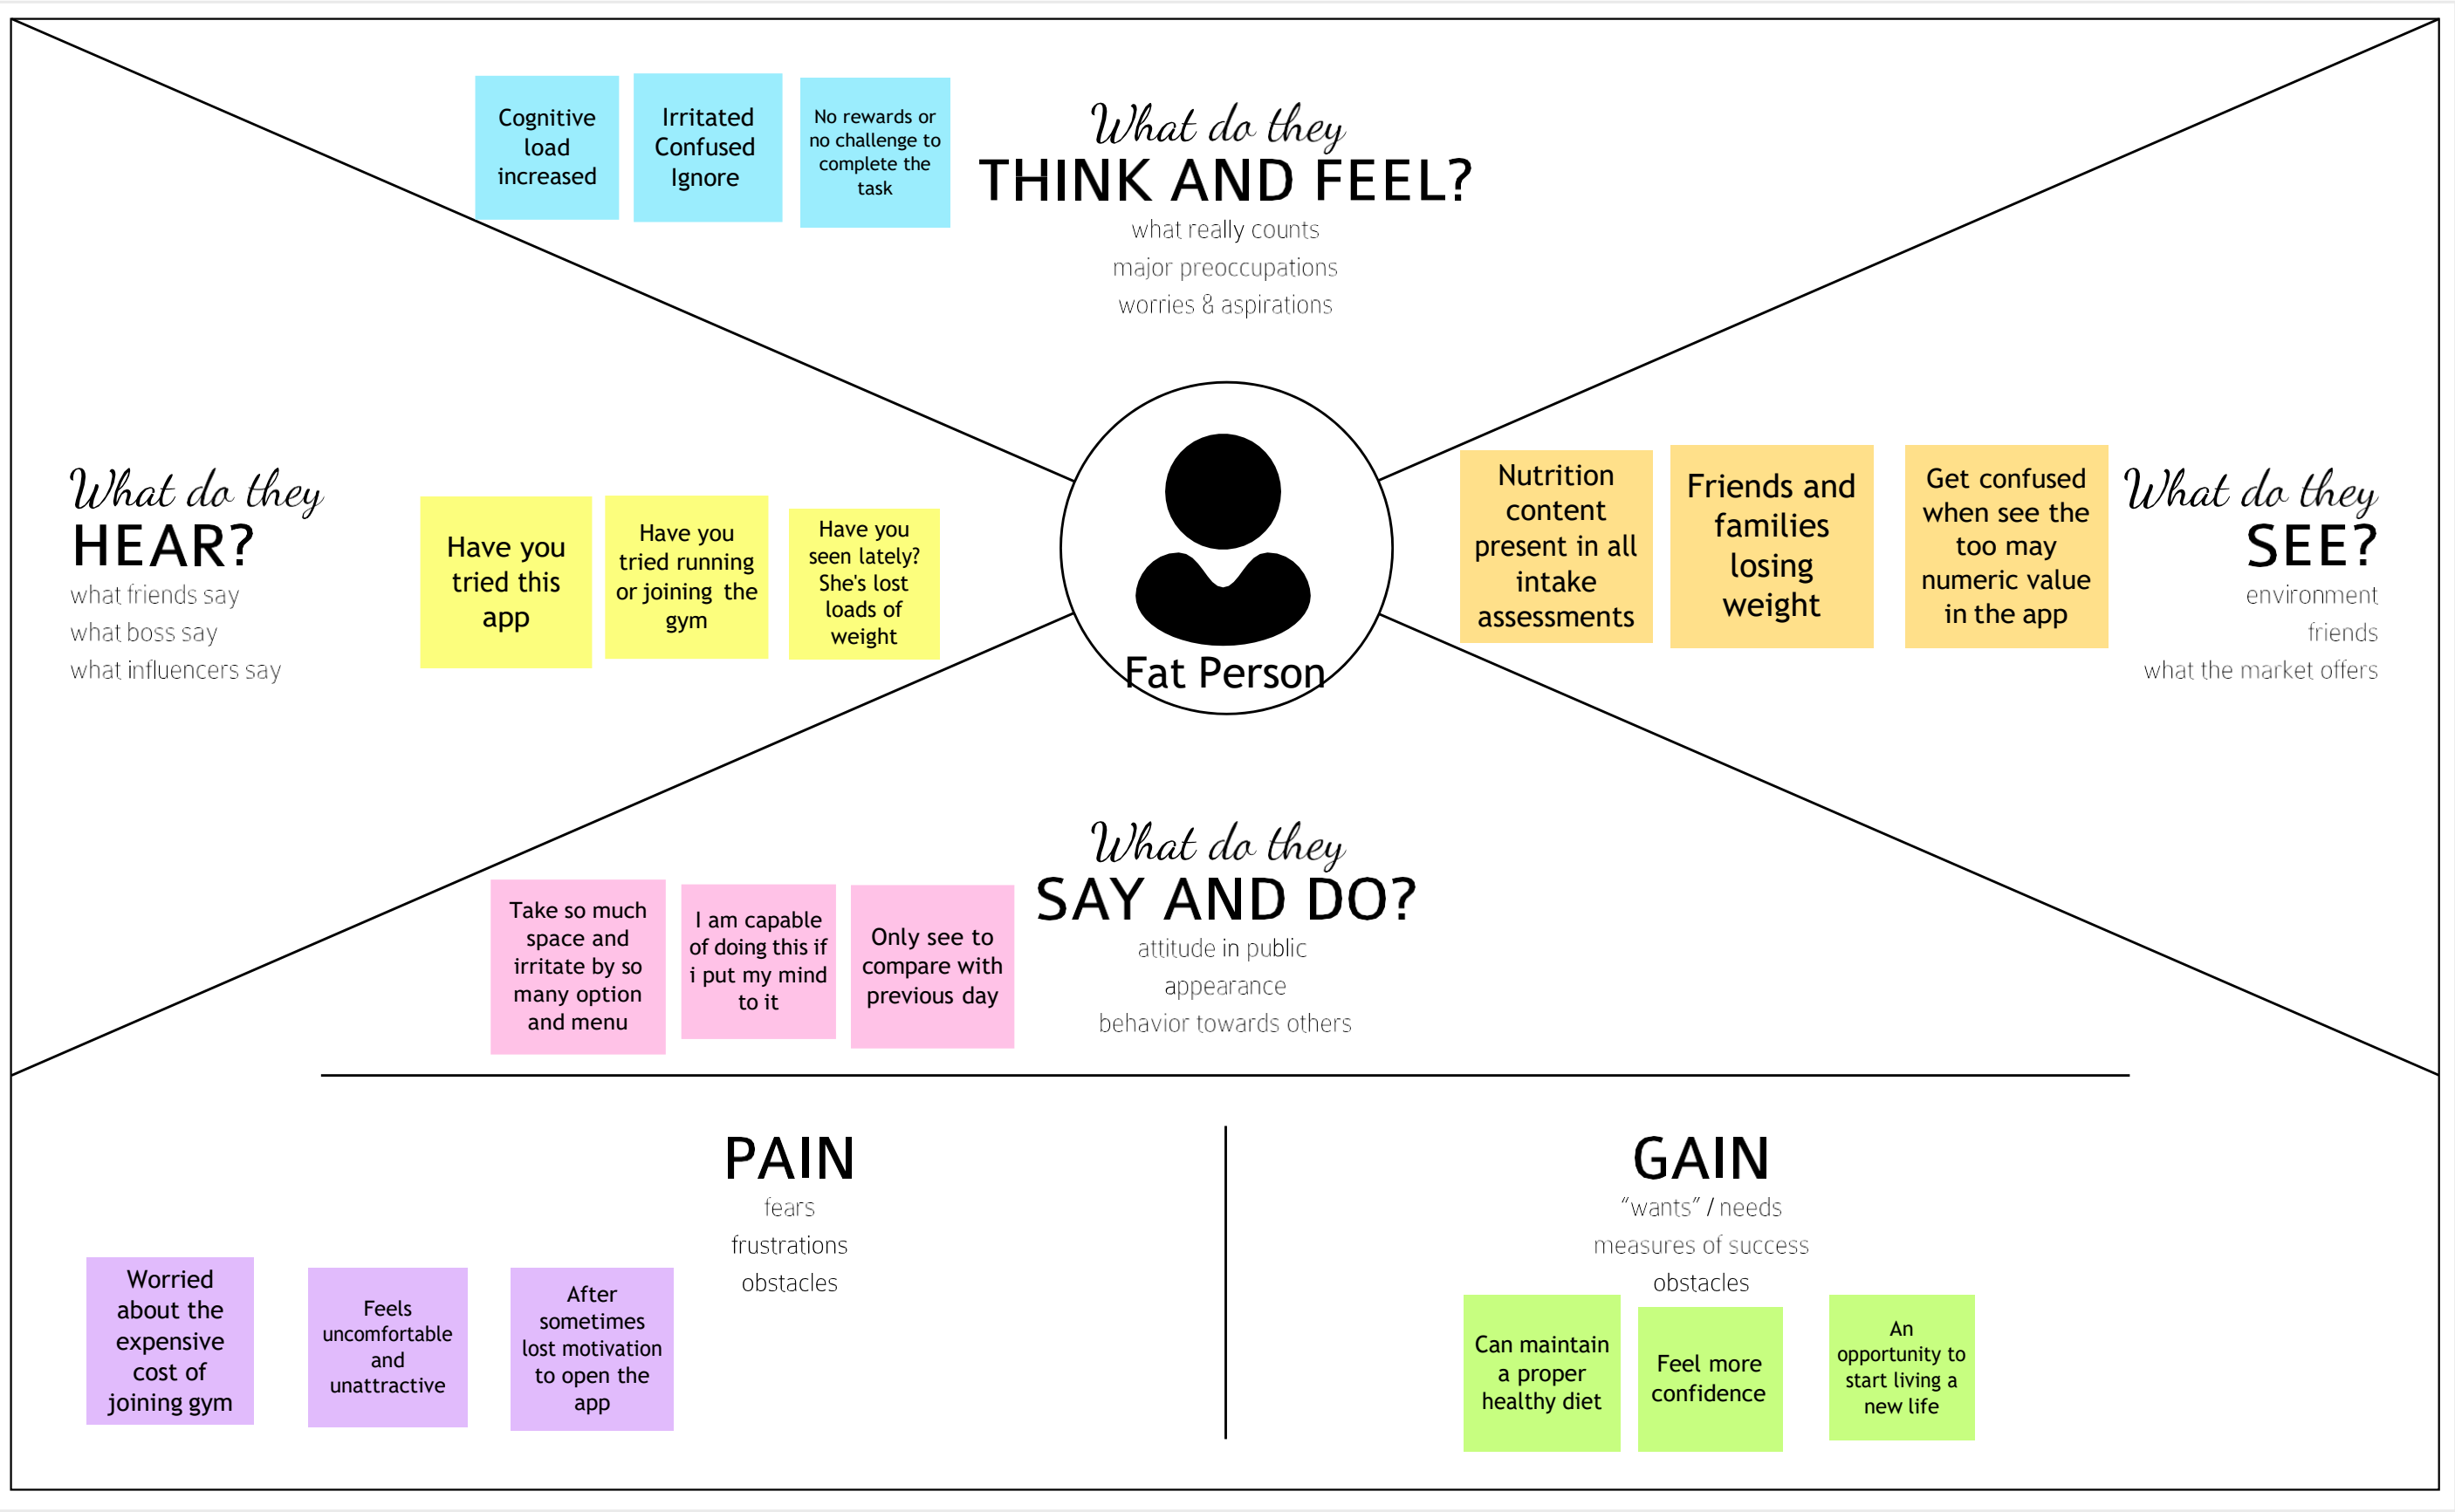 Cognitive
load
increased
Irritated
Confused
Ignore
No rewards or
no challenge to
complete the
task
What do they
THINK AND FEEL?
what really counts
major preoccupations
worries & aspirations
What do they
HEAR?
what friends say
what boss say
what influencers say
Have you
tried this
app
Have you
tried running
or joining the
gym
Have you
seen lately?
She's lost
loads of
weight
Fat Person
Nutrition
content
present in all
intake
assessments
Friends and
families
losing
weight
Get confused
when see the
too may
numeric value
in the app
What do they
SEE?
environment
friends
what the market offers
Take so much
space and
irritate by so
many option
and menu
I am capable
of doing this if
i put my mind
to it
Only see to
compare with
previous day
What do they
SAY AND DO?
attitude in public
appearance
behavior towards others
PAIN
fears
frustrations
obstacles
Worried
about the
expensive
cost of
joining gym
Feels
uncomfortable
and
unattractive
After
sometimes
lost motivation
to open the
app
GAIN
“wants” / needs
measures of success
obstacles
Can maintain
a proper
healthy diet
Feel more
confidence
An
opportunity to
start living a
new life